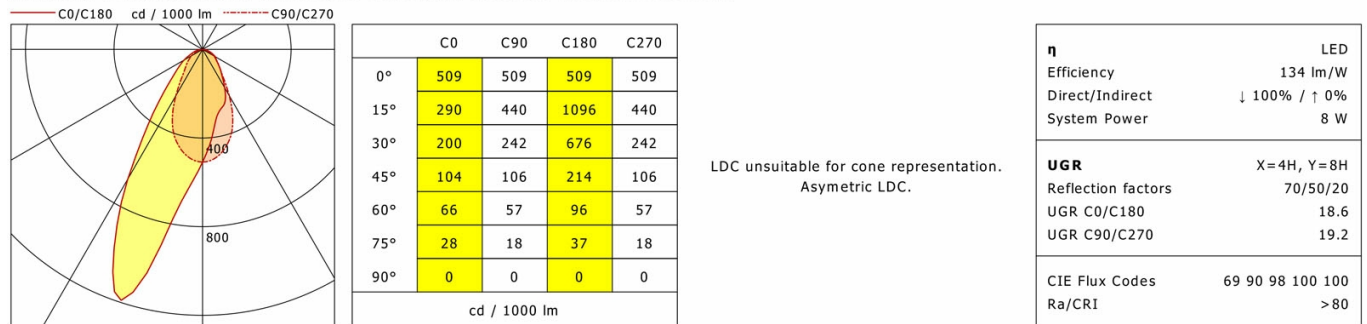 C0/C180 cd / 1000 lm C90/C270
400
800
C0 C90 C180 C270
0° 509 509 509 509
15° 290 440 1096 440
30° 200 242 676 242
45° 104 106 214 106
60° 66 57 96 57
75° 28 18 37 18
90° 0 0 0 0
cd / 1000 lm
LDC unsuitable for cone representation.
Asymetric LDC.
η LED
Efficiency 134 lm/W
Direct/Indirect ↓ 100% / ↑ 0%
System Power 8 W
UGR X=4H, Y=8H
Reflection factors 70/50/20
UGR C0/C180 18.6
UGR C90/C270 19.2
CIE Flux Codes 69 90 98 100 100
Ra/CRI >80